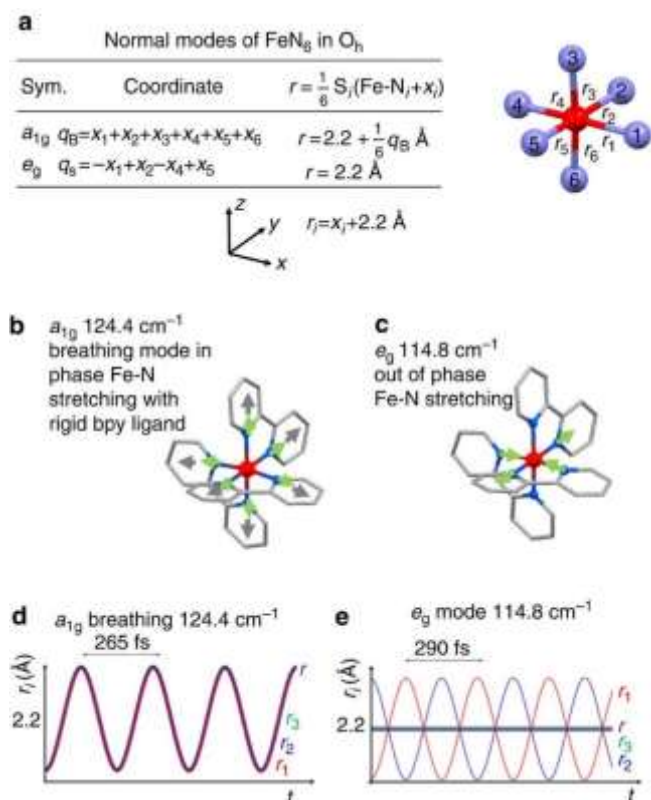 a
Normal modes of FeN₆ in Oₕ
Sym. Coordinate r = 1/6 Sᵢ(Fe-Nᵢ+xᵢ)
a₁g qB=x₁+x₂+x₃+x₄+x₅+x₆ r=2.2 + 1/6 qB Å
eg qs=−x₁+x₂−x₄+x₅ r = 2.2 Å
rᵢ=xᵢ+2.2 Å
z
y
x
3
r₃
2
r₄
4
r₂
1
5
r₅
r₆
r₁
6
b
a₁g 124.4 cm⁻¹
breathing mode in
phase Fe-N
stretching with
rigid bpy ligand
c
eg 114.8 cm⁻¹
out of phase
Fe-N stretching
d
a₁g breathing 124.4 cm⁻¹
265 fs
rᵢ(Å)
2.2
r
r₃
r₂
r₁
t
e
eg mode 114.8 cm⁻¹
290 fs
rᵢ(Å)
2.2
r₁
r
r₃
r₂
t